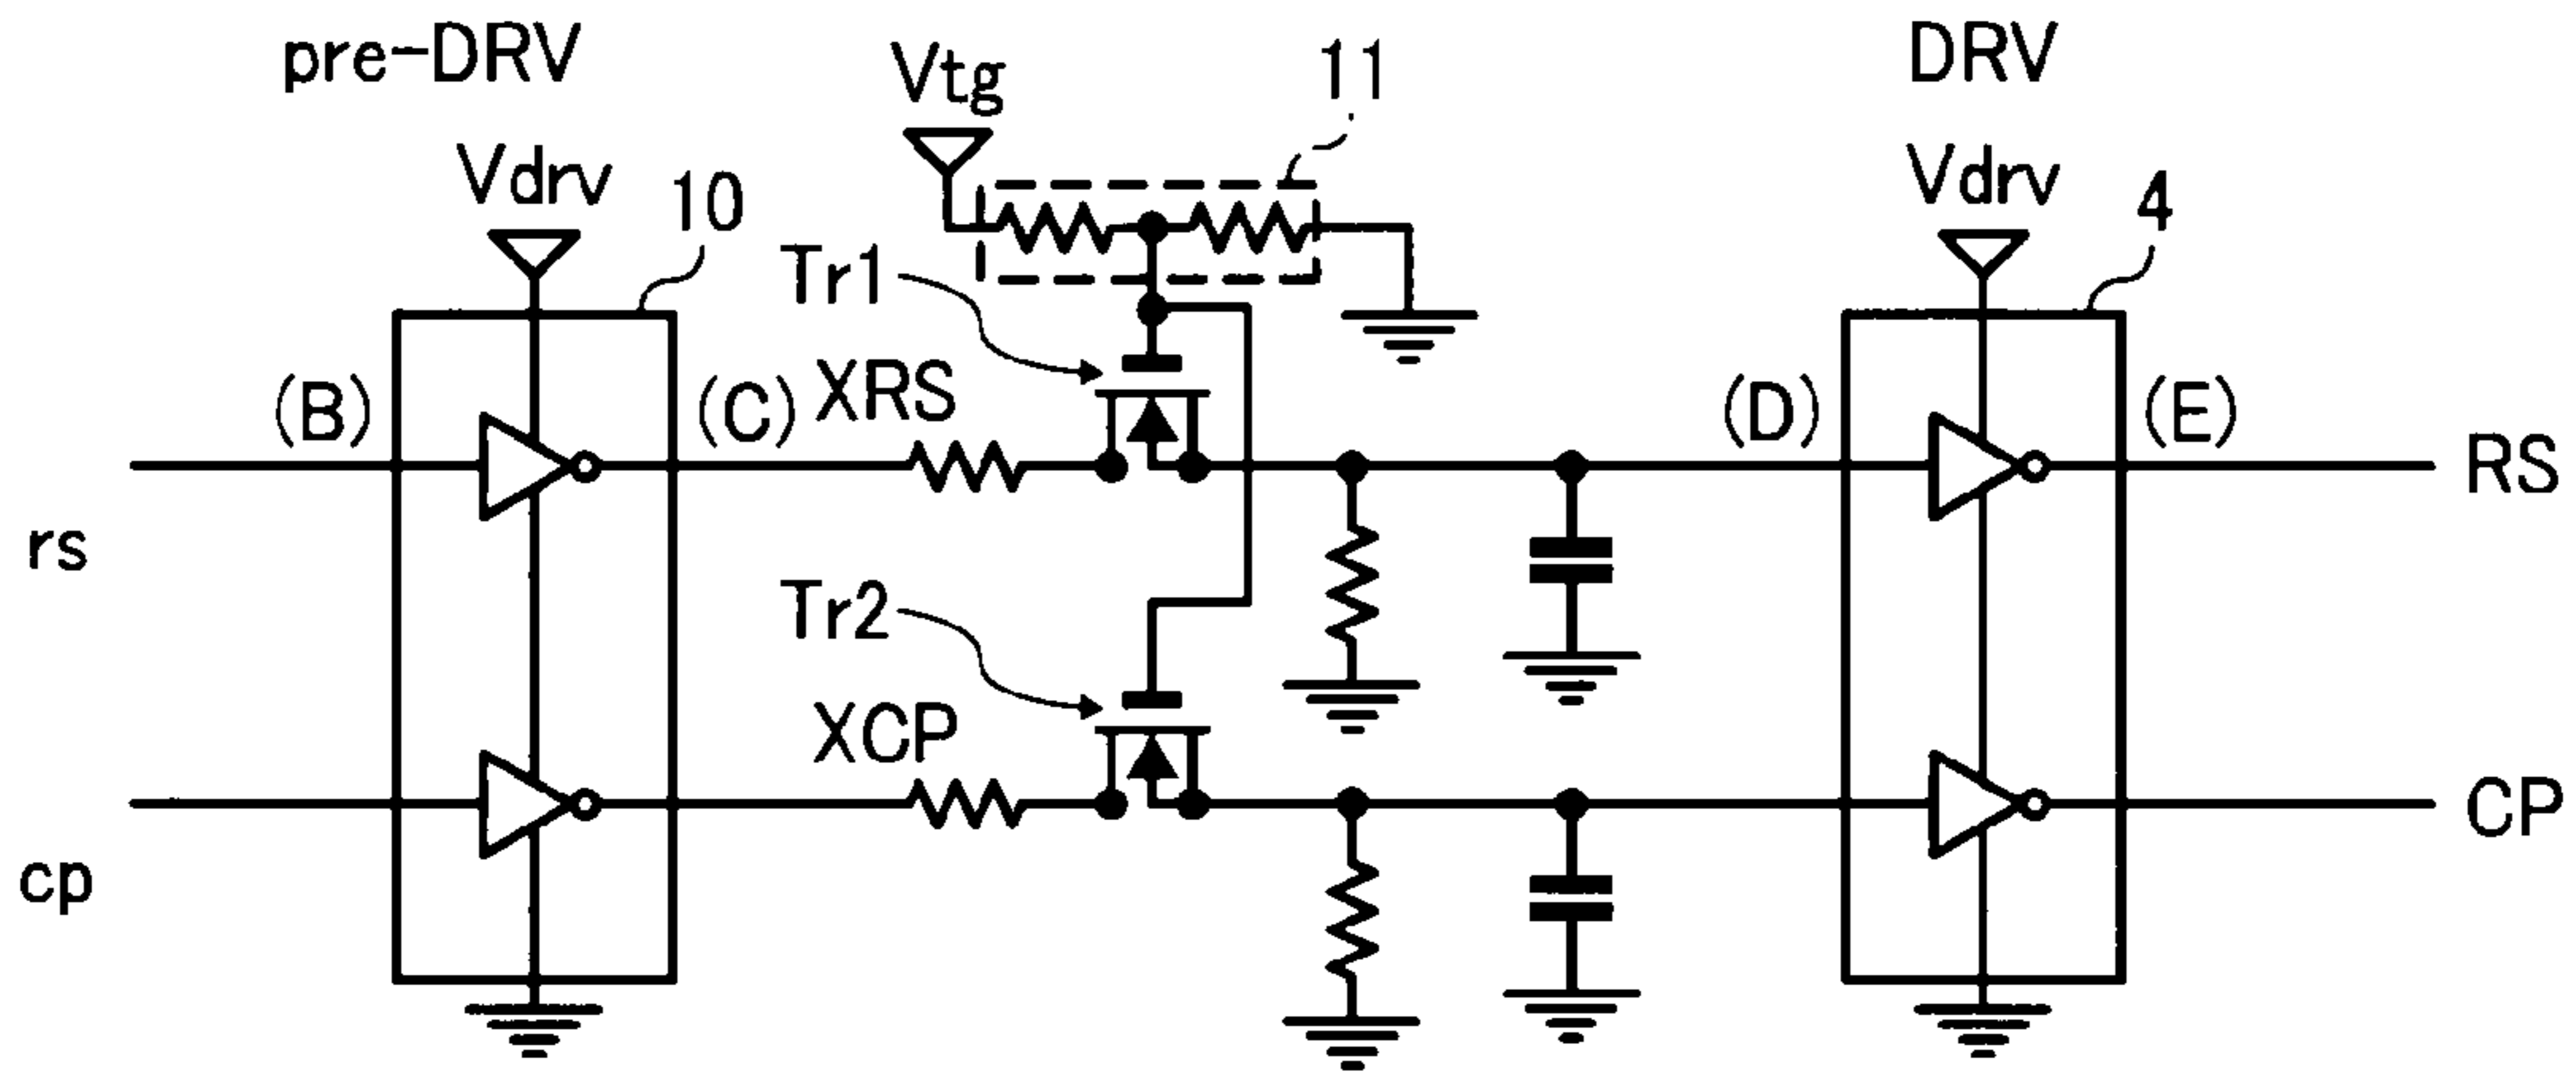 pre-DRV
Vtg
11
DRV
Vdrv
10
Vdrv
4
Tr1
(B)
(C)
XRS
(D)
(E)
RS
rs
Tr2
XCP
CP
cp